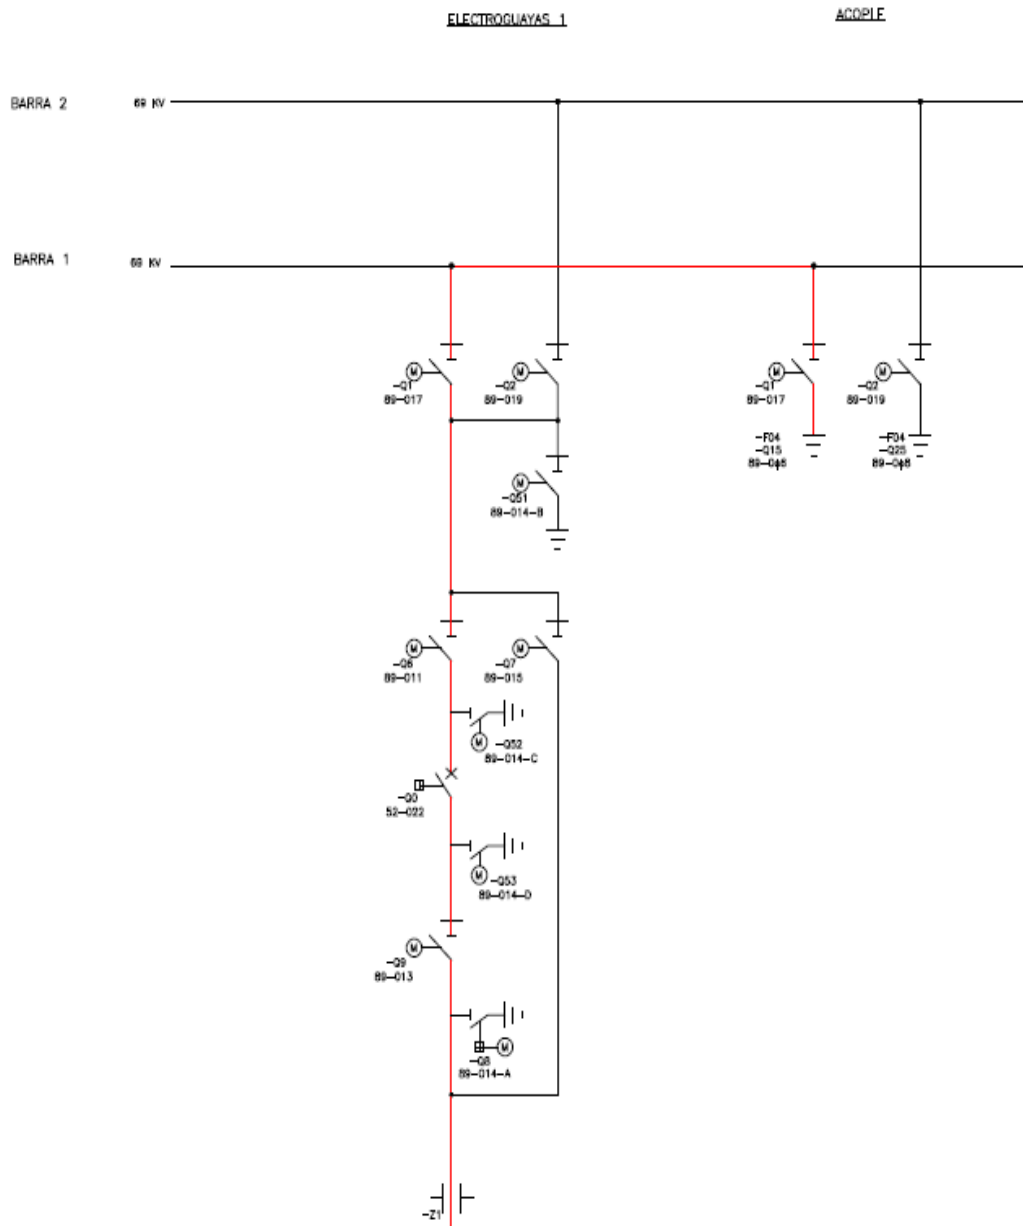 ELECTROGUAYAS 1
ACOPLE
BARRA 2
69 KV
BARRA 1
69 KV
M
-Q1
89-017
M
-Q2
89-019
M
-Q1
89-017
M
-Q2
89-019
-F04
-Q15
-F04
-Q25
M
-Q51
89-014-B
M
-Q6
89-011
M
-Q7
89-015
M
-Q52
89-014-C
-Q0
52-022
M
-Q53
89-014-D
M
-Q9
89-013
M
-Q8
89-014-A
-Z1